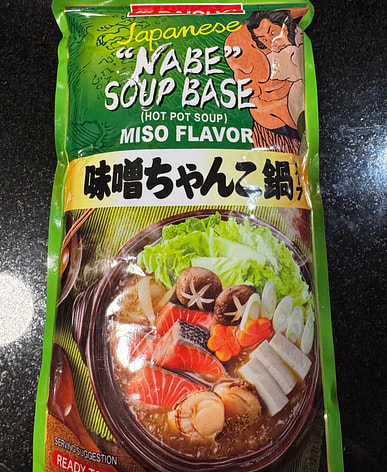 Japanese
"NABE"
SOUP BASE
(HOT POT SOUP)
MISO FLAVOR
味噌ちゃんこ鍋
SERVING SUGGESTION
READY